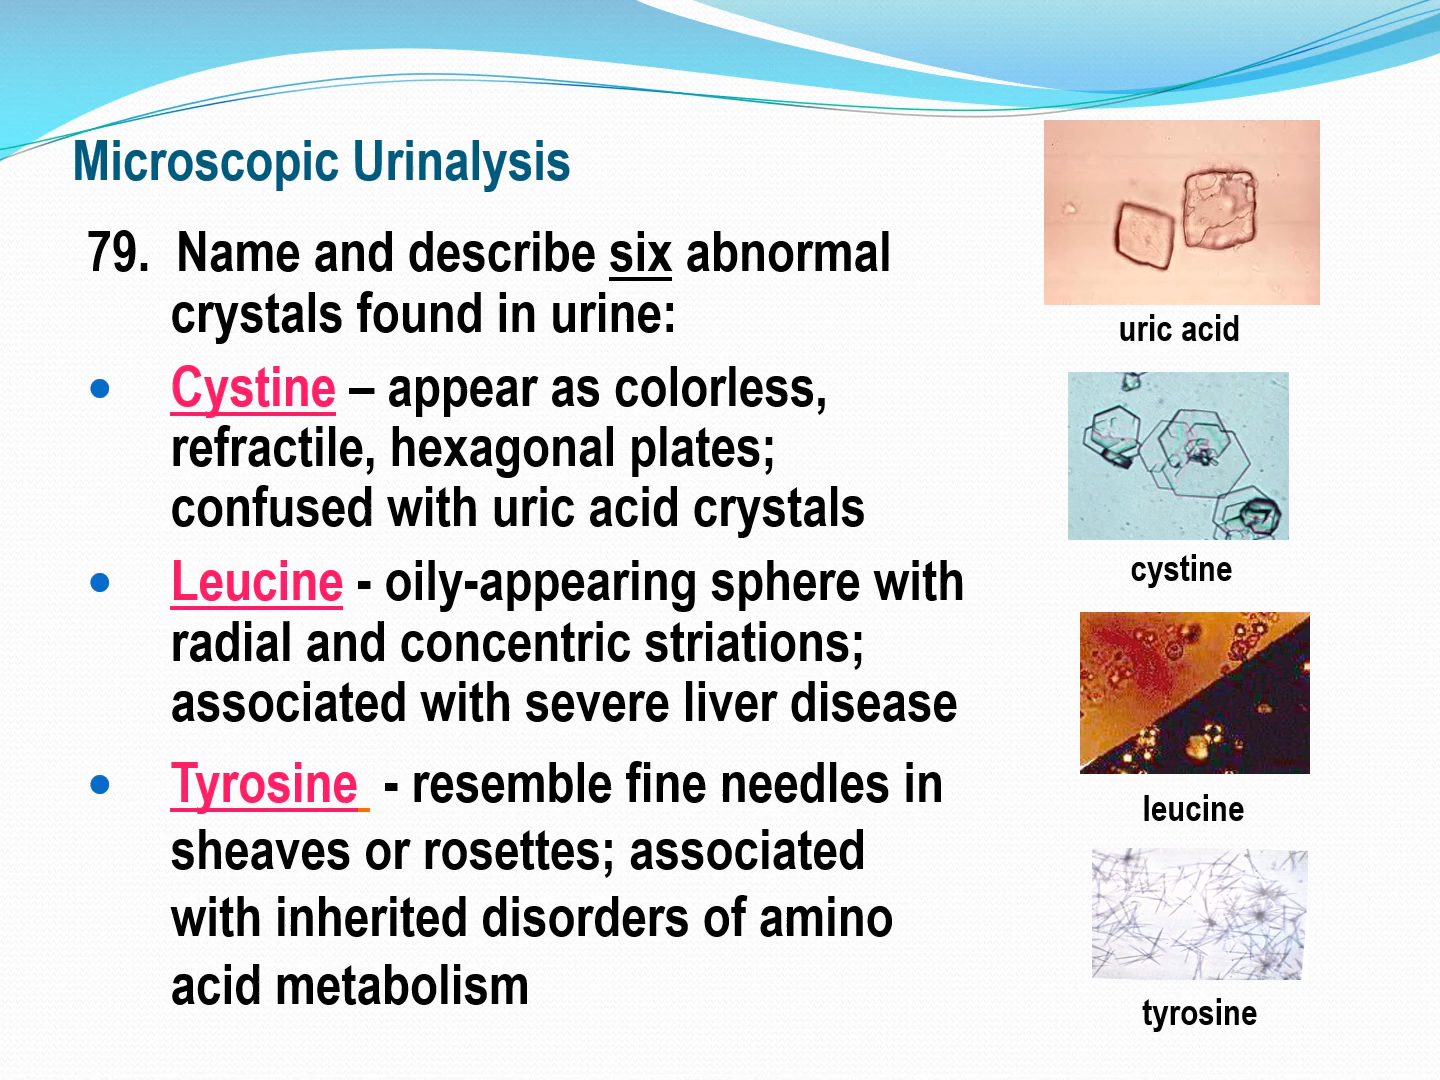 Microscopic Urinalysis
79. Name and describe six abnormal
crystals found in urine:
• Cystine – appear as colorless,
refractile, hexagonal plates;
confused with uric acid crystals
• Leucine - oily-appearing sphere with
radial and concentric striations;
associated with severe liver disease
• Tyrosine - resemble fine needles in
sheaves or rosettes; associated
with inherited disorders of amino
acid metabolism
uric acid
cystine
leucine
tyrosine